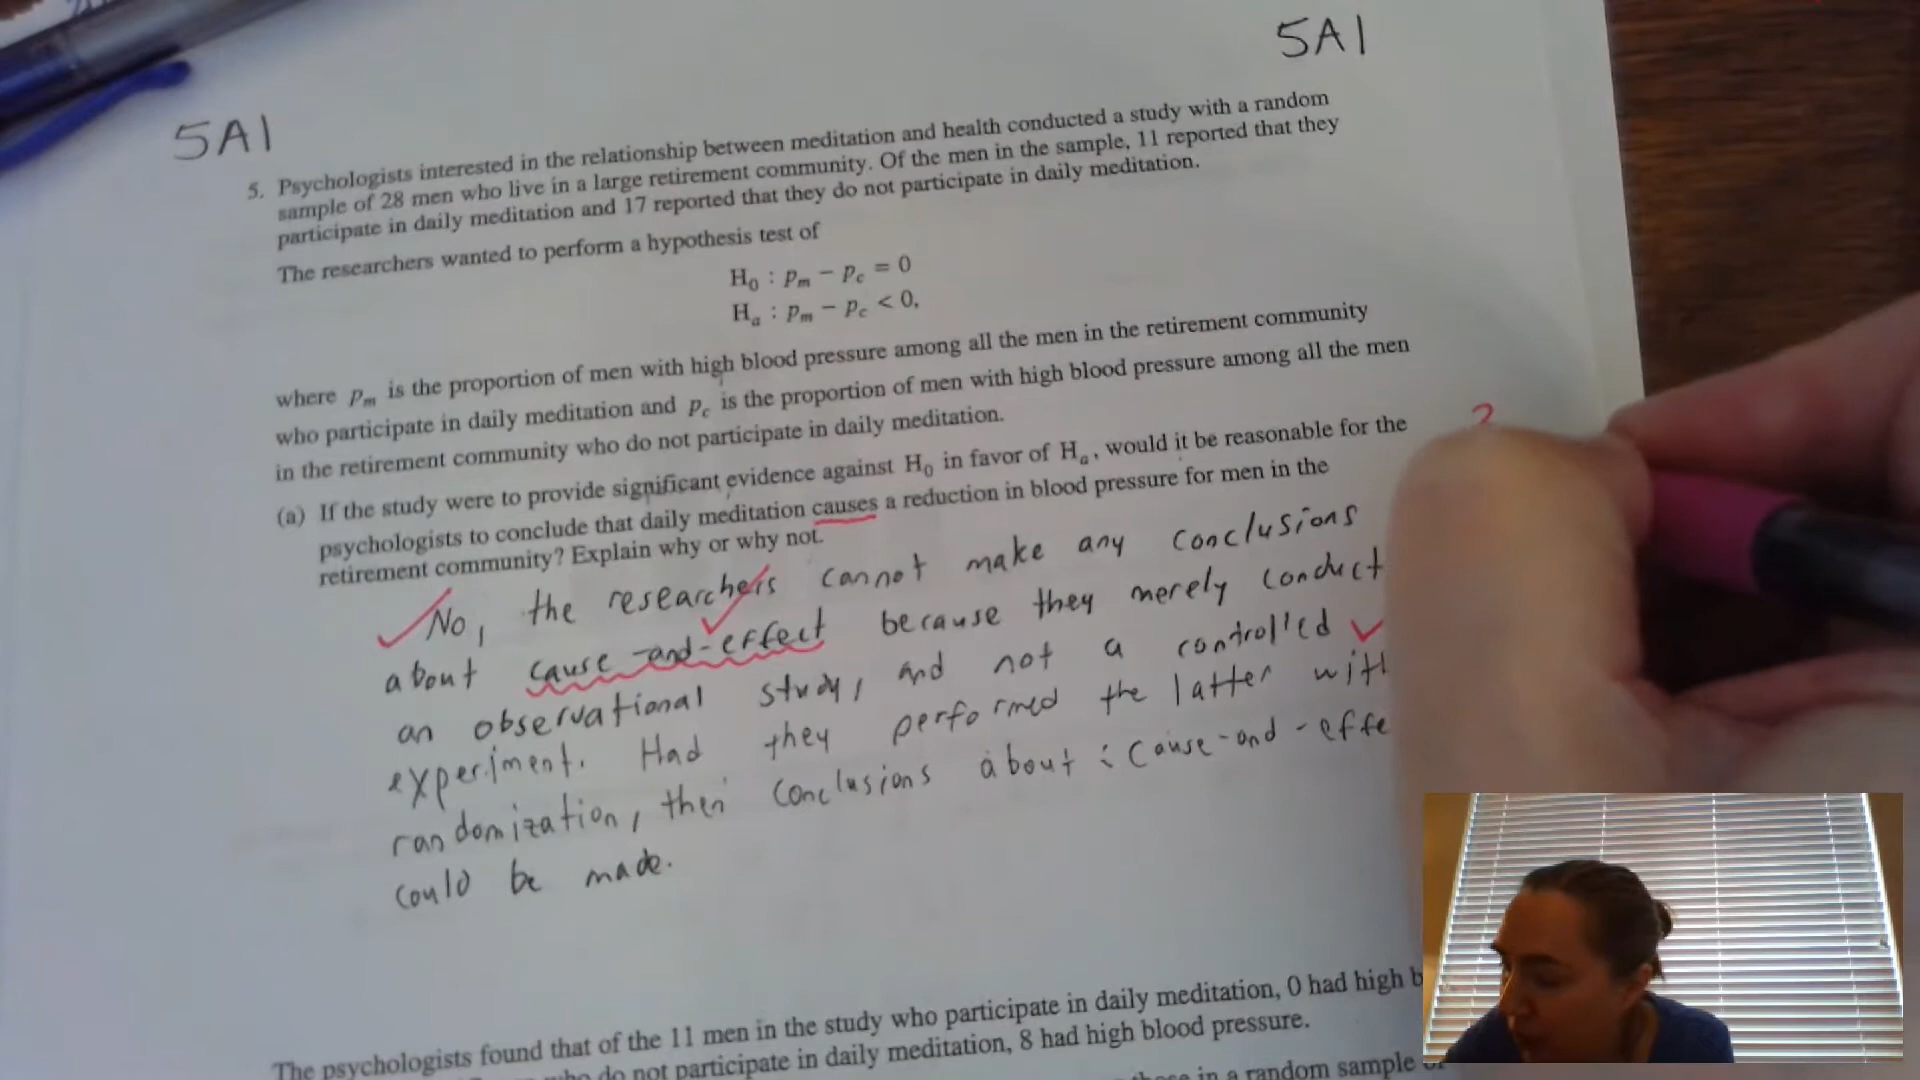 5A1
5A1
5. Psychologists interested in the relationship between meditation and health conducted a study with a random
sample of 28 men who live in a large retirement community. Of the men in the sample, 11 reported that they
participate in daily meditation and 17 reported that they do not participate in daily meditation.
The researchers wanted to perform a hypothesis test of
H₀ : pₘ − p꜀ = 0
Hₐ : pₘ − p꜀ < 0,
where pₘ is the proportion of men with high blood pressure among all the men in the retirement community
who participate in daily meditation and p꜀ is the proportion of men with high blood pressure among all the men
in the retirement community who do not participate in daily meditation.
(a) If the study were to provide significant evidence against H₀ in favor of Hₐ, would it be reasonable for the
psychologists to conclude that daily meditation causes a reduction in blood pressure for men in the
retirement community? Explain why or why not.
No, the researchers cannot make any conclusions
about cause-and-effect because they merely conduct
an observational study, and not a controlled
experiment. Had they performed the latter with
randomization, then conclusions about cause-and-effe
could be made.
The psychologists found that of the 11 men in the study who participate in daily meditation, 0 had high b
who do not participate in daily meditation, 8 had high blood pressure.
in a random sample